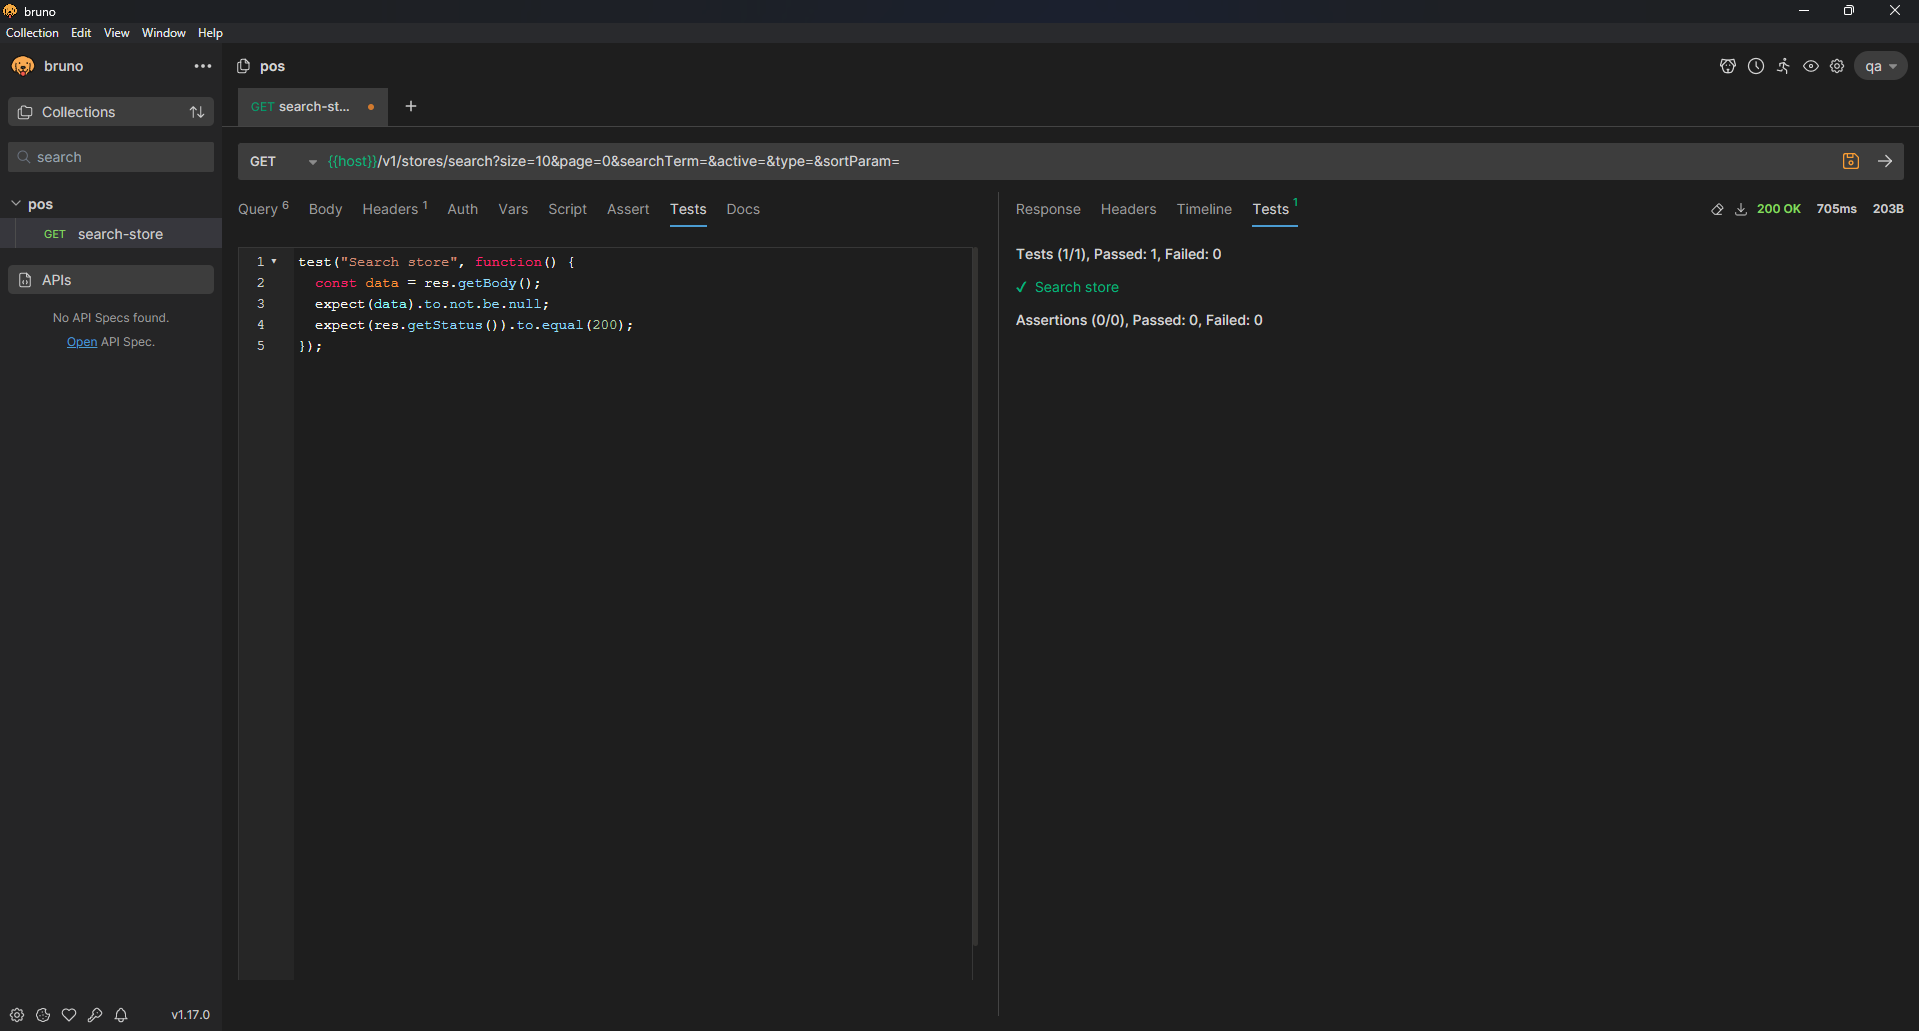 bruno
Collection Edit View Window Help
bruno
pos
qa
Collections
GET search-st...
search
GET {{host}}/v1/stores/search?size=10&page=0&searchTerm=&active=&type=&sortParam=
pos
GET search-store
Query 6 Body Headers 1 Auth Vars Script Assert Tests Docs
Response Headers Timeline Tests 1 200 OK 705ms 203B
APIs
No API Specs found.
Open API Spec.
1 test("Search store", function() {
2 const data = res.getBody();
3 expect(data).to.not.be.null;
4 expect(res.getStatus()).to.equal(200);
5 });
Tests (1/1), Passed: 1, Failed: 0
✓ Search store
Assertions (0/0), Passed: 0, Failed: 0
v1.17.0